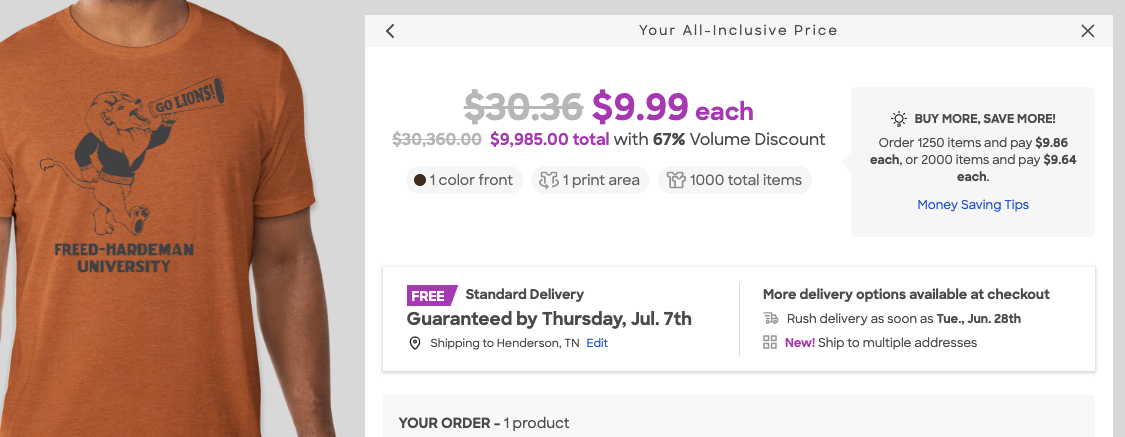 GO LIONS!
FREED-HARDEMAN
UNIVERSITY
Your All-Inclusive Price
$30.36 $9.99 each
$30,360.00 $9,985.00 total with 67% Volume Discount
1 color front 1 print area 1000 total items
BUY MORE, SAVE MORE!
Order 1250 items and pay $9.86
each, or 2000 items and pay $9.64
each.
Money Saving Tips
FREE Standard Delivery
Guaranteed by Thursday, Jul. 7th
Shipping to Henderson, TN Edit
More delivery options available at checkout
Rush delivery as soon as Tue., Jun. 28th
New! Ship to multiple addresses
YOUR ORDER – 1 product